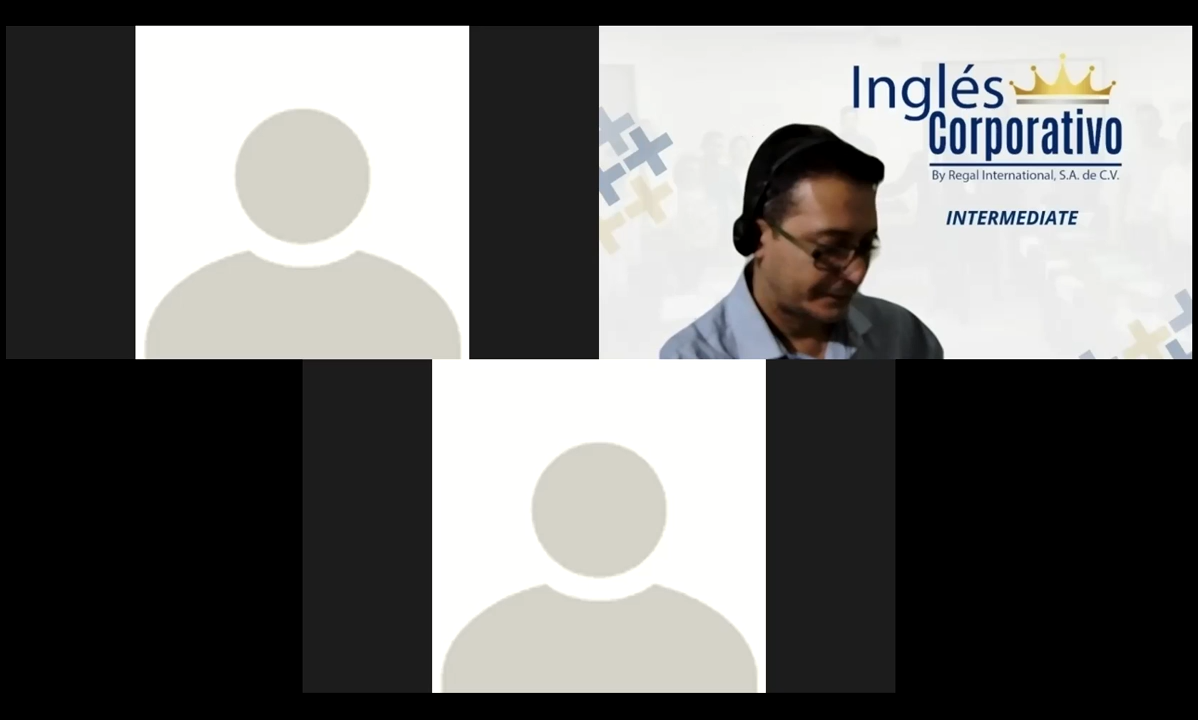 Inglés
Corporativo
By Regal International, S.A. de C.V.
INTERMEDIATE